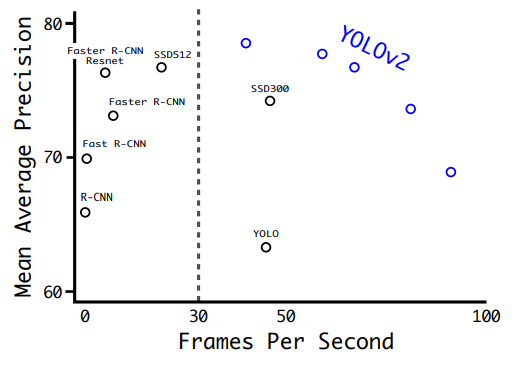 80
Faster R-CNN
Resnet
SSD512
YOLOv2
SSD300
Faster R-CNN
Fast R-CNN
70
R-CNN
YOLO
60
Mean Average Precision
0 30 50 100
Frames Per Second